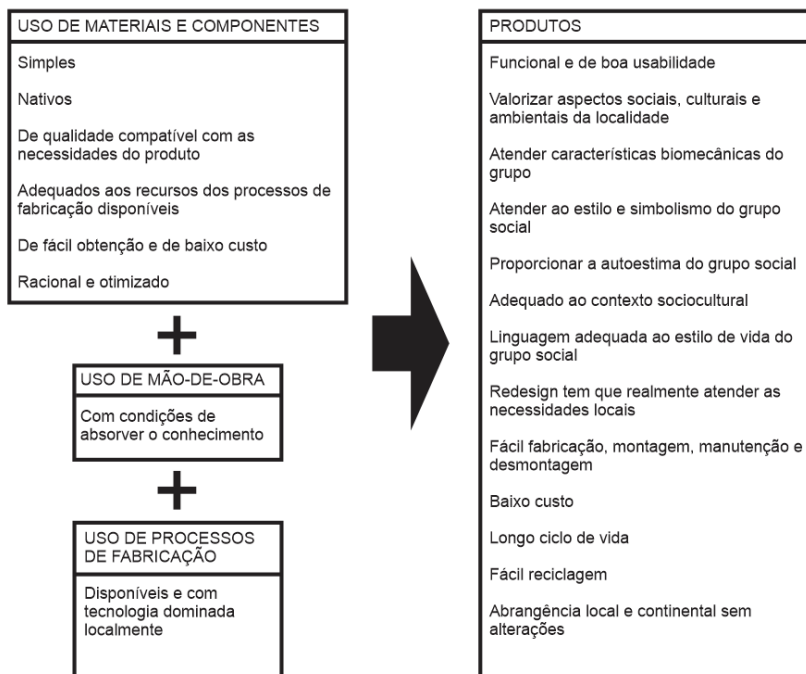 USO DE MATERIAIS E COMPONENTES
Simples
Nativos
De qualidade compatível com as
necessidades do produto
Adequados aos recursos dos processos de
fabricação disponíveis
De fácil obtenção e de baixo custo
Racional e otimizado
+
USO DE MÃO-DE-OBRA
Com condições de
absorver o conhecimento
+
USO DE PROCESSOS
DE FABRICAÇÃO
Disponíveis e com
tecnologia dominada
localmente
PRODUTOS
Funcional e de boa usabilidade
Valorizar aspectos sociais, culturais e
ambientais da localidade
Atender características biomecânicas do
grupo
Atender ao estilo e simbolismo do grupo
social
Proporcionar a autoestima do grupo social
Adequado ao contexto sociocultural
Linguagem adequada ao estilo de vida do
grupo social
Redesign tem que realmente atender as
necessidades locais
Fácil fabricação, montagem, manutenção e
desmontagem
Baixo custo
Longo ciclo de vida
Fácil reciclagem
Abrangência local e continental sem
alterações